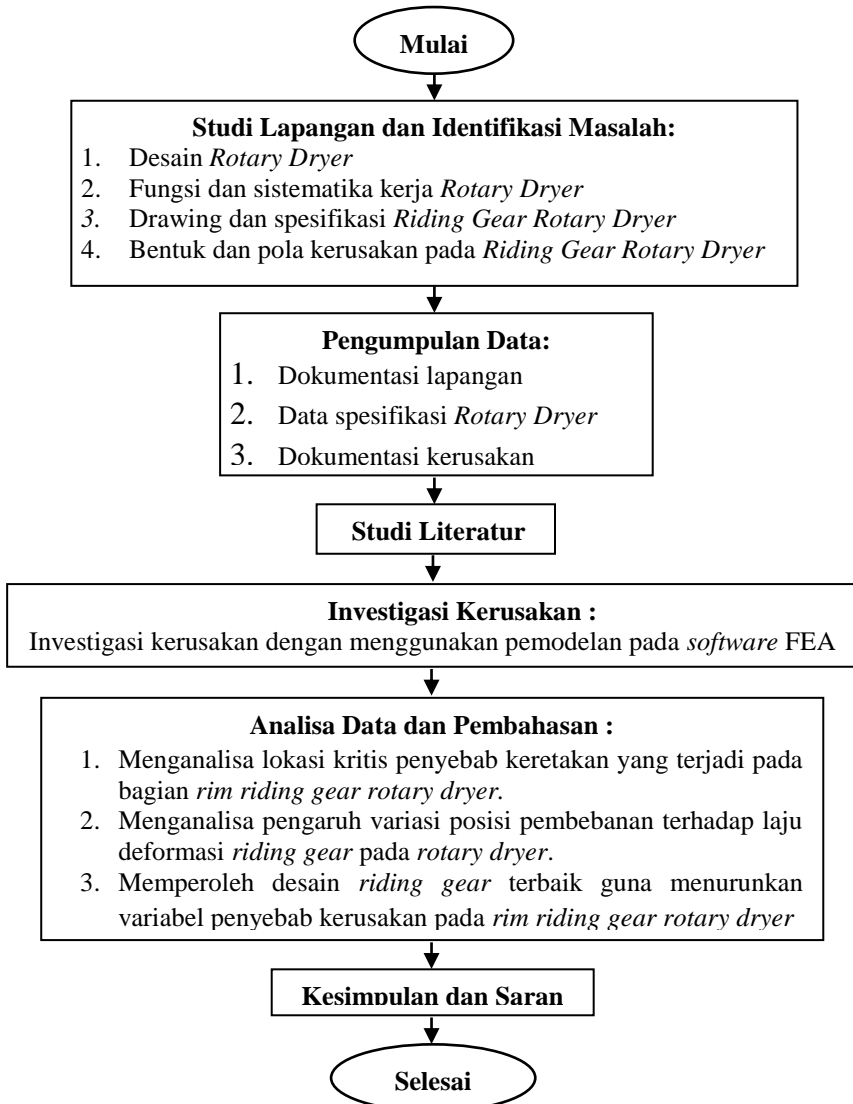 Mulai
Studi Lapangan dan Identifikasi Masalah:
1. Desain Rotary Dryer
2. Fungsi dan sistematika kerja Rotary Dryer
3. Drawing dan spesifikasi Riding Gear Rotary Dryer
4. Bentuk dan pola kerusakan pada Riding Gear Rotary Dryer
Pengumpulan Data:
1. Dokumentasi lapangan
2. Data spesifikasi Rotary Dryer
3. Dokumentasi kerusakan
Studi Literatur
Investigasi Kerusakan :
Investigasi kerusakan dengan menggunakan pemodelan pada software FEA
Analisa Data dan Pembahasan :
1. Menganalisa lokasi kritis penyebab keretakan yang terjadi pada
bagian rim riding gear rotary dryer.
2. Menganalisa pengaruh variasi posisi pembebanan terhadap laju
deformasi riding gear pada rotary dryer.
3. Memperoleh desain riding gear terbaik guna menurunkan
variabel penyebab kerusakan pada rim riding gear rotary dryer
Kesimpulan dan Saran
Selesai